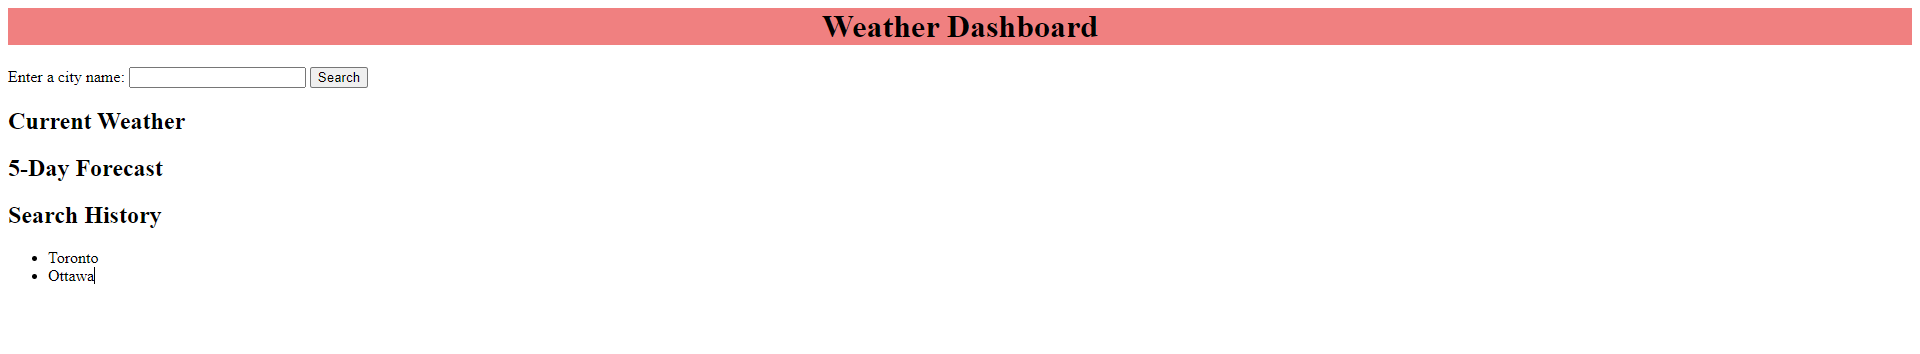 Weather Dashboard
Enter a city name: Search
Current Weather
5-Day Forecast
Search History
Toronto
Ottawa